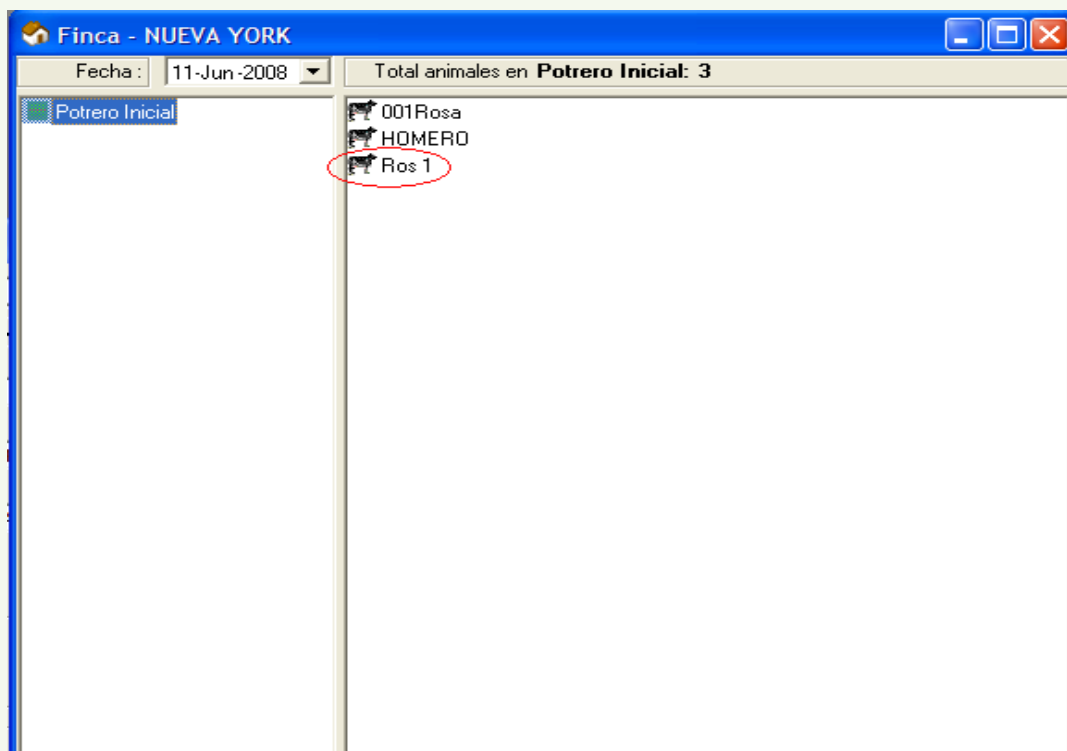 Finca - NUEVA YORK
Fecha : 11-Jun-2008 Total animales en Potrero Inicial: 3
Potrero Inicial
001Rosa
HOMERO
Ros 1